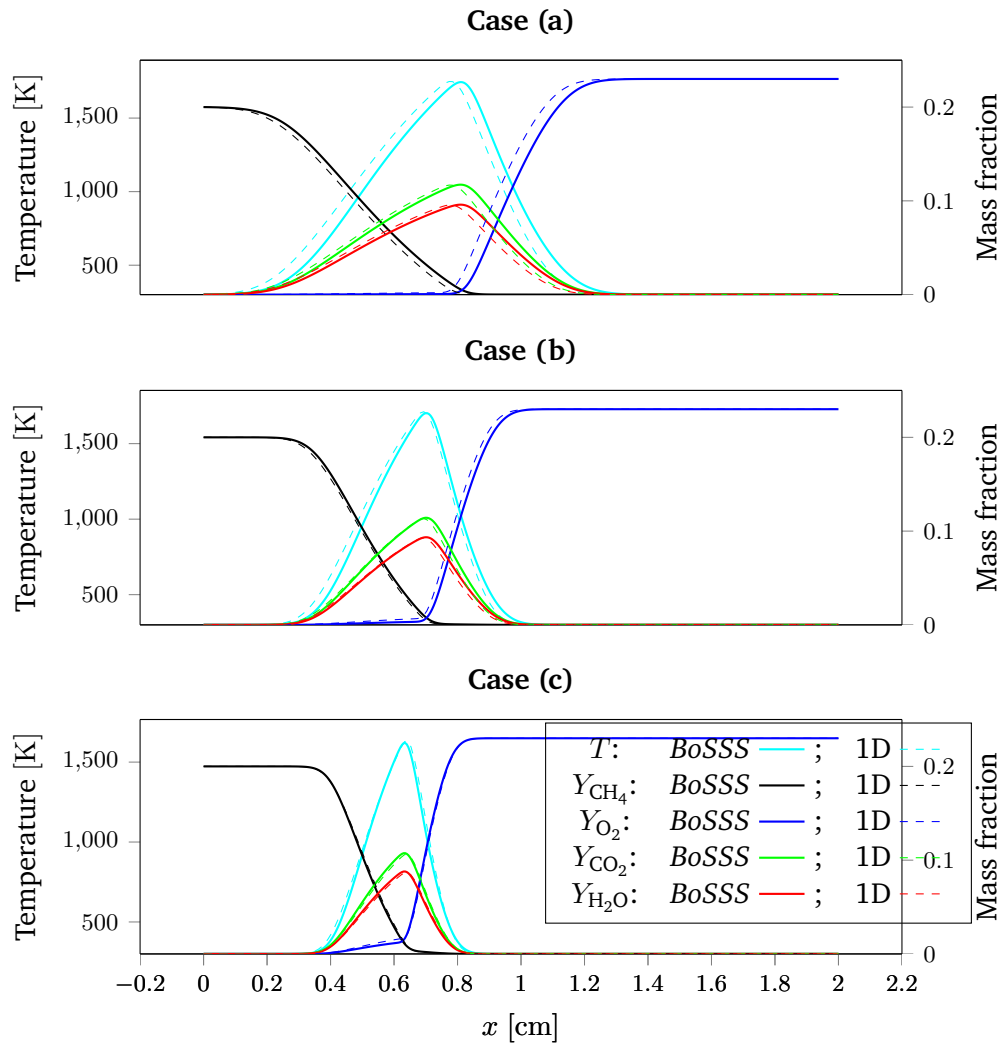 Case (a)
Temperature [K]
1,500
1,000
500
0.2
0.1
0
Mass fraction
Case (b)
Temperature [K]
1,500
1,000
500
0.2
0.1
0
Mass fraction
Case (c)
Temperature [K]
1,500
1,000
500
T: BoSSS ; 1D
Y_CH₄: BoSSS ; 1D
Y_O₂: BoSSS ; 1D
Y_CO₂: BoSSS ; 1D
Y_H₂O: BoSSS ; 1D
0.2
0.1
0
Mass fraction
−0.2 0 0.2 0.4 0.6 0.8 1 1.2 1.4 1.6 1.8 2 2.2
x [cm]